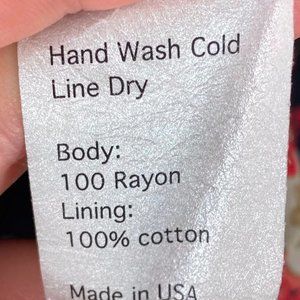 Hand Wash Cold
Line Dry
Body:
100 Rayon
Lining:
100% cotton
Made in USA